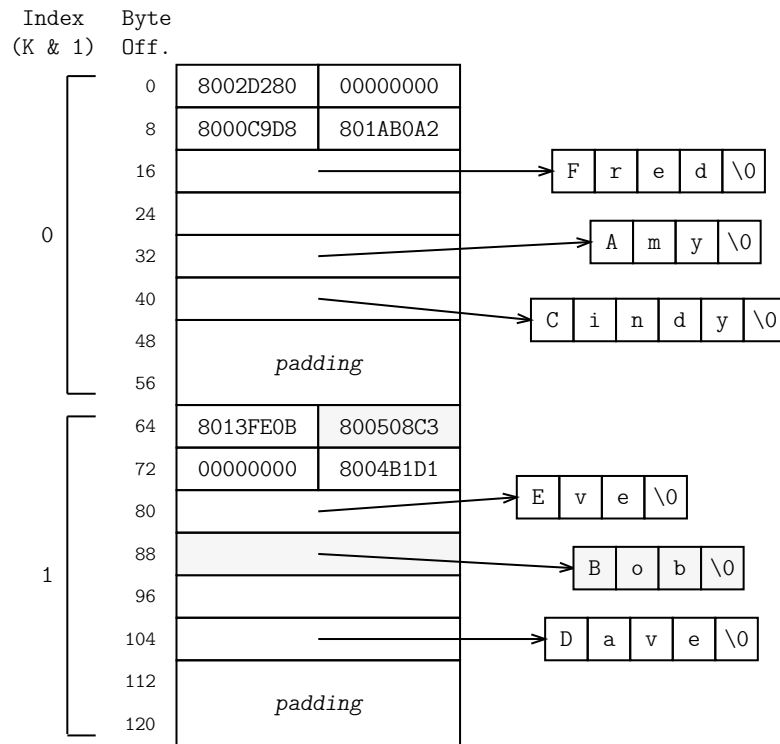 Index Byte
(K & 1) Off.
0 8002D280 00000000
8 8000C9D8 801AB0A2
16 F r e d \0
24
0
32 A m y \0
40 C i n d y \0
48
padding
56
64 8013FE0B 800508C3
72 00000000 8004B1D1
80 E v e \0
88 B o b \0
1
96
104 D a v e \0
112
padding
120